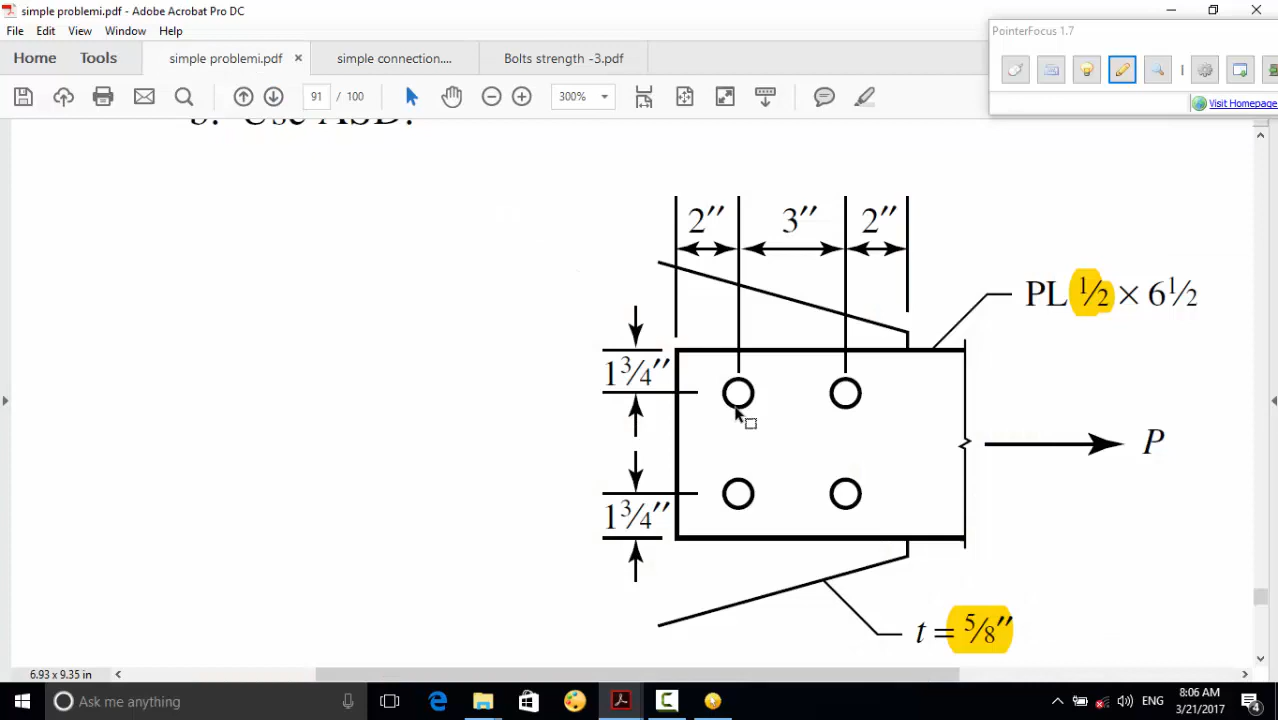 simple problemi.pdf - Adobe Acrobat Pro DC
File Edit View Window Help
PointerFocus 1.7
Home Tools simple problemi.pdf × simple connection.... Bolts strength -3.pdf
91 / 100 300%
Visit Homepage
b. Use ASD.
2″ 3″ 2″
PL ½ × 6½
1¾″
P
1¾″
t = ⅝″
6.93 x 9.35 in
Ask me anything
ENG
8:06 AM
3/21/2017
4